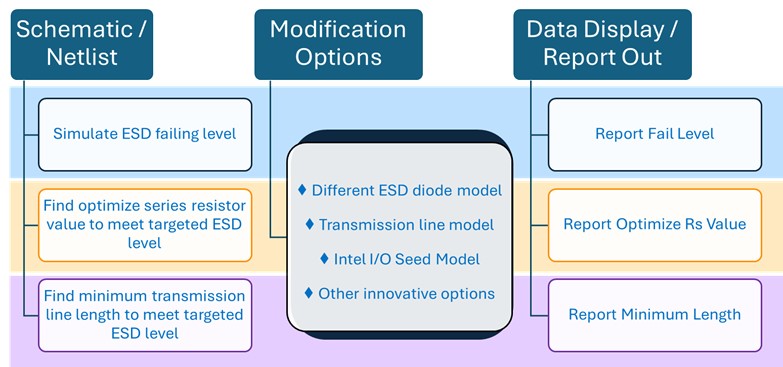 Schematic /
Netlist
Modification
Options
Data Display /
Report Out
Simulate ESD failing level
Find optimize series resistor
value to meet targeted ESD
level
Find minimum transmission
line length to meet targeted
ESD level
♦ Different ESD diode model
♦ Transmission line model
♦ Intel I/O Seed Model
♦ Other innovative options
Report Fail Level
Report Optimize Rs Value
Report Minimum Length